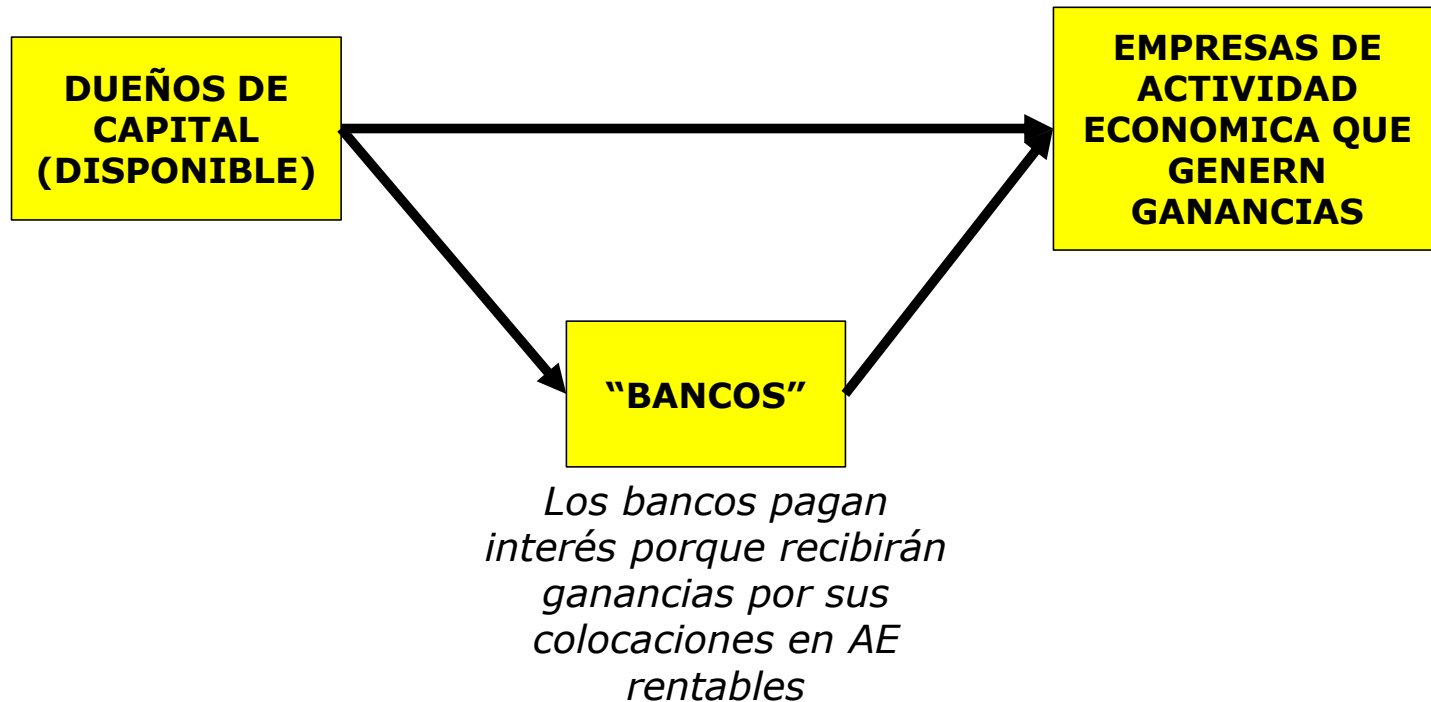 DUEÑOS DE
CAPITAL
(DISPONIBLE)
EMPRESAS DE
ACTIVIDAD
ECONOMICA QUE
GENERN
GANANCIAS
“BANCOS”
Los bancos pagan
interés porque recibirán
ganancias por sus
colocaciones en AE
rentables